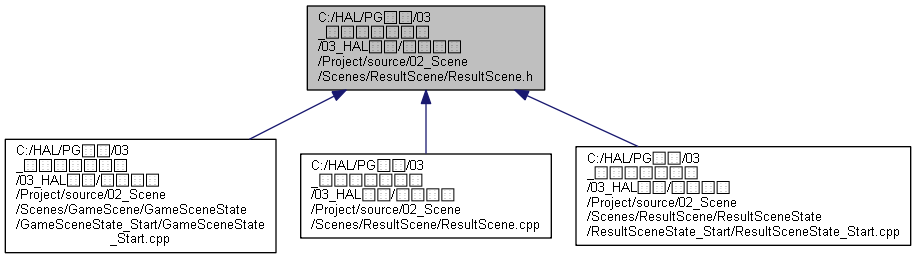 C:/HAL/PG□□/03
_□□□□□□□
/03_HAL□□/□□□□
/Project/source/02_Scene
/Scenes/ResultScene/ResultScene.h
C:/HAL/PG□□/03
_□□□□□□□
/03_HAL□□/□□□□
/Project/source/02_Scene
/Scenes/GameScene/GameSceneState
/GameSceneState_Start/GameSceneState
_Start.cpp
C:/HAL/PG□□/03
_□□□□□□□
/03_HAL□□/□□□□
/Project/source/02_Scene
/Scenes/ResultScene/ResultScene.cpp
C:/HAL/PG□□/03
_□□□□□□□
/03_HAL□□/□□□□
/Project/source/02_Scene
/Scenes/ResultScene/ResultSceneState
/ResultSceneState_Start/ResultSceneState_Start.cpp